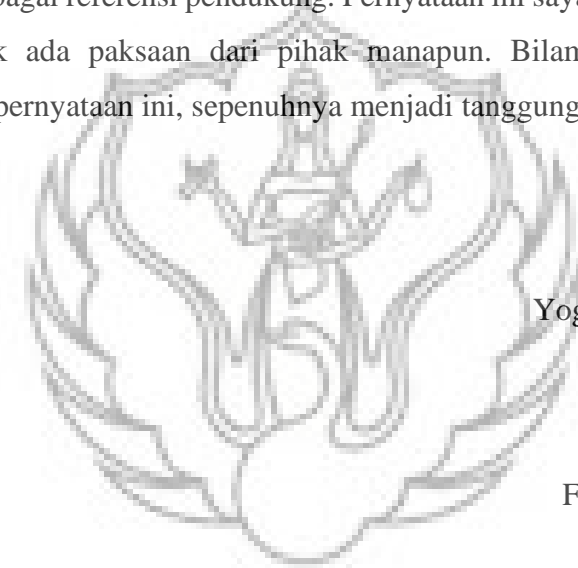 bagai referensi pendukung. Pernyataan ini saya
k ada paksaan dari pihak manapun. Bilam
pernyataan ini, sepenuhnya menjadi tanggung
Yog
F